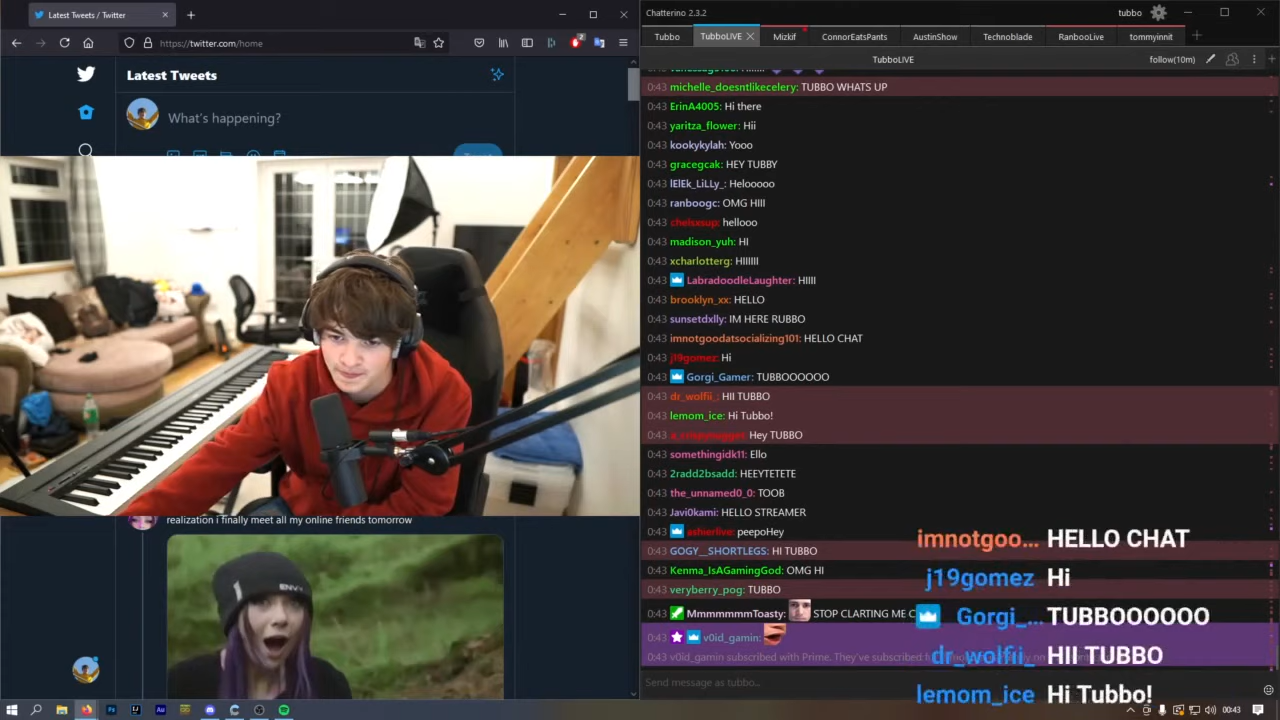 Latest Tweets / Twitter
https://twitter.com/home
Latest Tweets
What's happening?
realization i finally meet all my online friends tomorrow
ENVY
Chatterino 2.3.2
tubbo
Tubbo
TubboLIVE
Mizkif
ConnorEatsPants
AustinShow
Technoblade
RanbooLive
tommyinnit
TubboLIVE
follow(10m)
0:43 michelle_doesntlikecelery: TUBBO WHATS UP
0:43 ErinA4005: Hi there
0:43 yaritza_flower: Hii
0:43 kookykylah: Yooo
0:43 gracegcak: HEY TUBBY
0:43 lElEk_LiLLy_: Helooooo
0:43 ranboogc: OMG HIII
0:43 chelsxsup: hellooo
0:43 madison_yuh: HI
0:43 xcharlotterg: HIIIIII
0:43 LabradoodleLaughter: HIIII
0:43 brooklyn_xx: HELLO
0:43 sunsetdxlly: IM HERE RUBBO
0:43 imnotgoodatsocializing101: HELLO CHAT
0:43 j19gomez: Hi
0:43 Gorgi_Gamer: TUBBOOOOOO
0:43 dr_wolfii_: HII TUBBO
0:43 lemom_ice: Hi Tubbo!
0:43 Hey TUBBO
0:43 somethingidk11: Ello
0:43 2radd2bsadd: HEEYTETETE
0:43 the_unnamed0_0: TOOB
0:43 Javi0kami: HELLO STREAMER
0:43 ashierlive: peepoHey
0:43 GOGY__SHORTLEGS: HI TUBBO
0:43 Kenma_IsAGamingGod: OMG HI
0:43 veryberry_pog: TUBBO
0:43 MmmmmmmToasty: STOP CLARTING ME
0:43 v0id_gamin:
0:43 v0id_gamin subscribed with Prime. They've subscribed
Send message as tubbo...
imnotgoo... HELLO CHAT
j19gomez Hi
Gorgi_... TUBBOOOOOO
dr_wolfii_ HII TUBBO
lemom_ice Hi Tubbo!
00:43